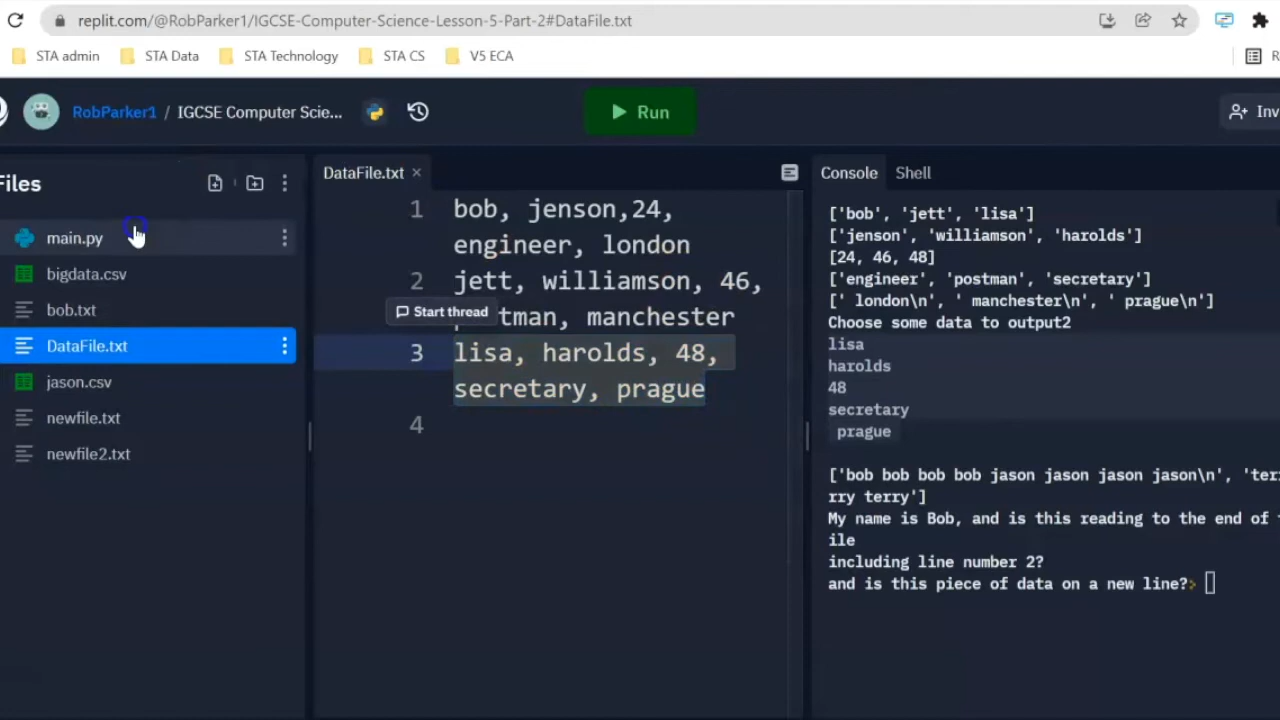 replit.com/@RobParker1/IGCSE-Computer-Science-Lesson-5-Part-2#DataFile.txt
STA admin STA Data STA Technology STA CS V5 ECA R
RobParker1 / IGCSE Computer Scie... Run Inv
Files
main.py
bigdata.csv
bob.txt
DataFile.txt
jason.csv
newfile.txt
newfile2.txt
DataFile.txt ×
1 bob, jenson,24,
engineer, london
2 jett, williamson, 46,
Start thread
tman, manchester
3 lisa, harolds, 48,
secretary, prague
4
Console Shell
['bob', 'jett', 'lisa']
['jenson', 'williamson', 'harolds']
[24, 46, 48]
['engineer', 'postman', 'secretary']
[' london\n', ' manchester\n', ' prague\n']
Choose some data to output2
lisa
harolds
48
secretary
prague
['bob bob bob bob jason jason jason jason\n', 'ter
rry terry']
My name is Bob, and is this reading to the end of
ile
including line number 2?
and is this piece of data on a new line?>